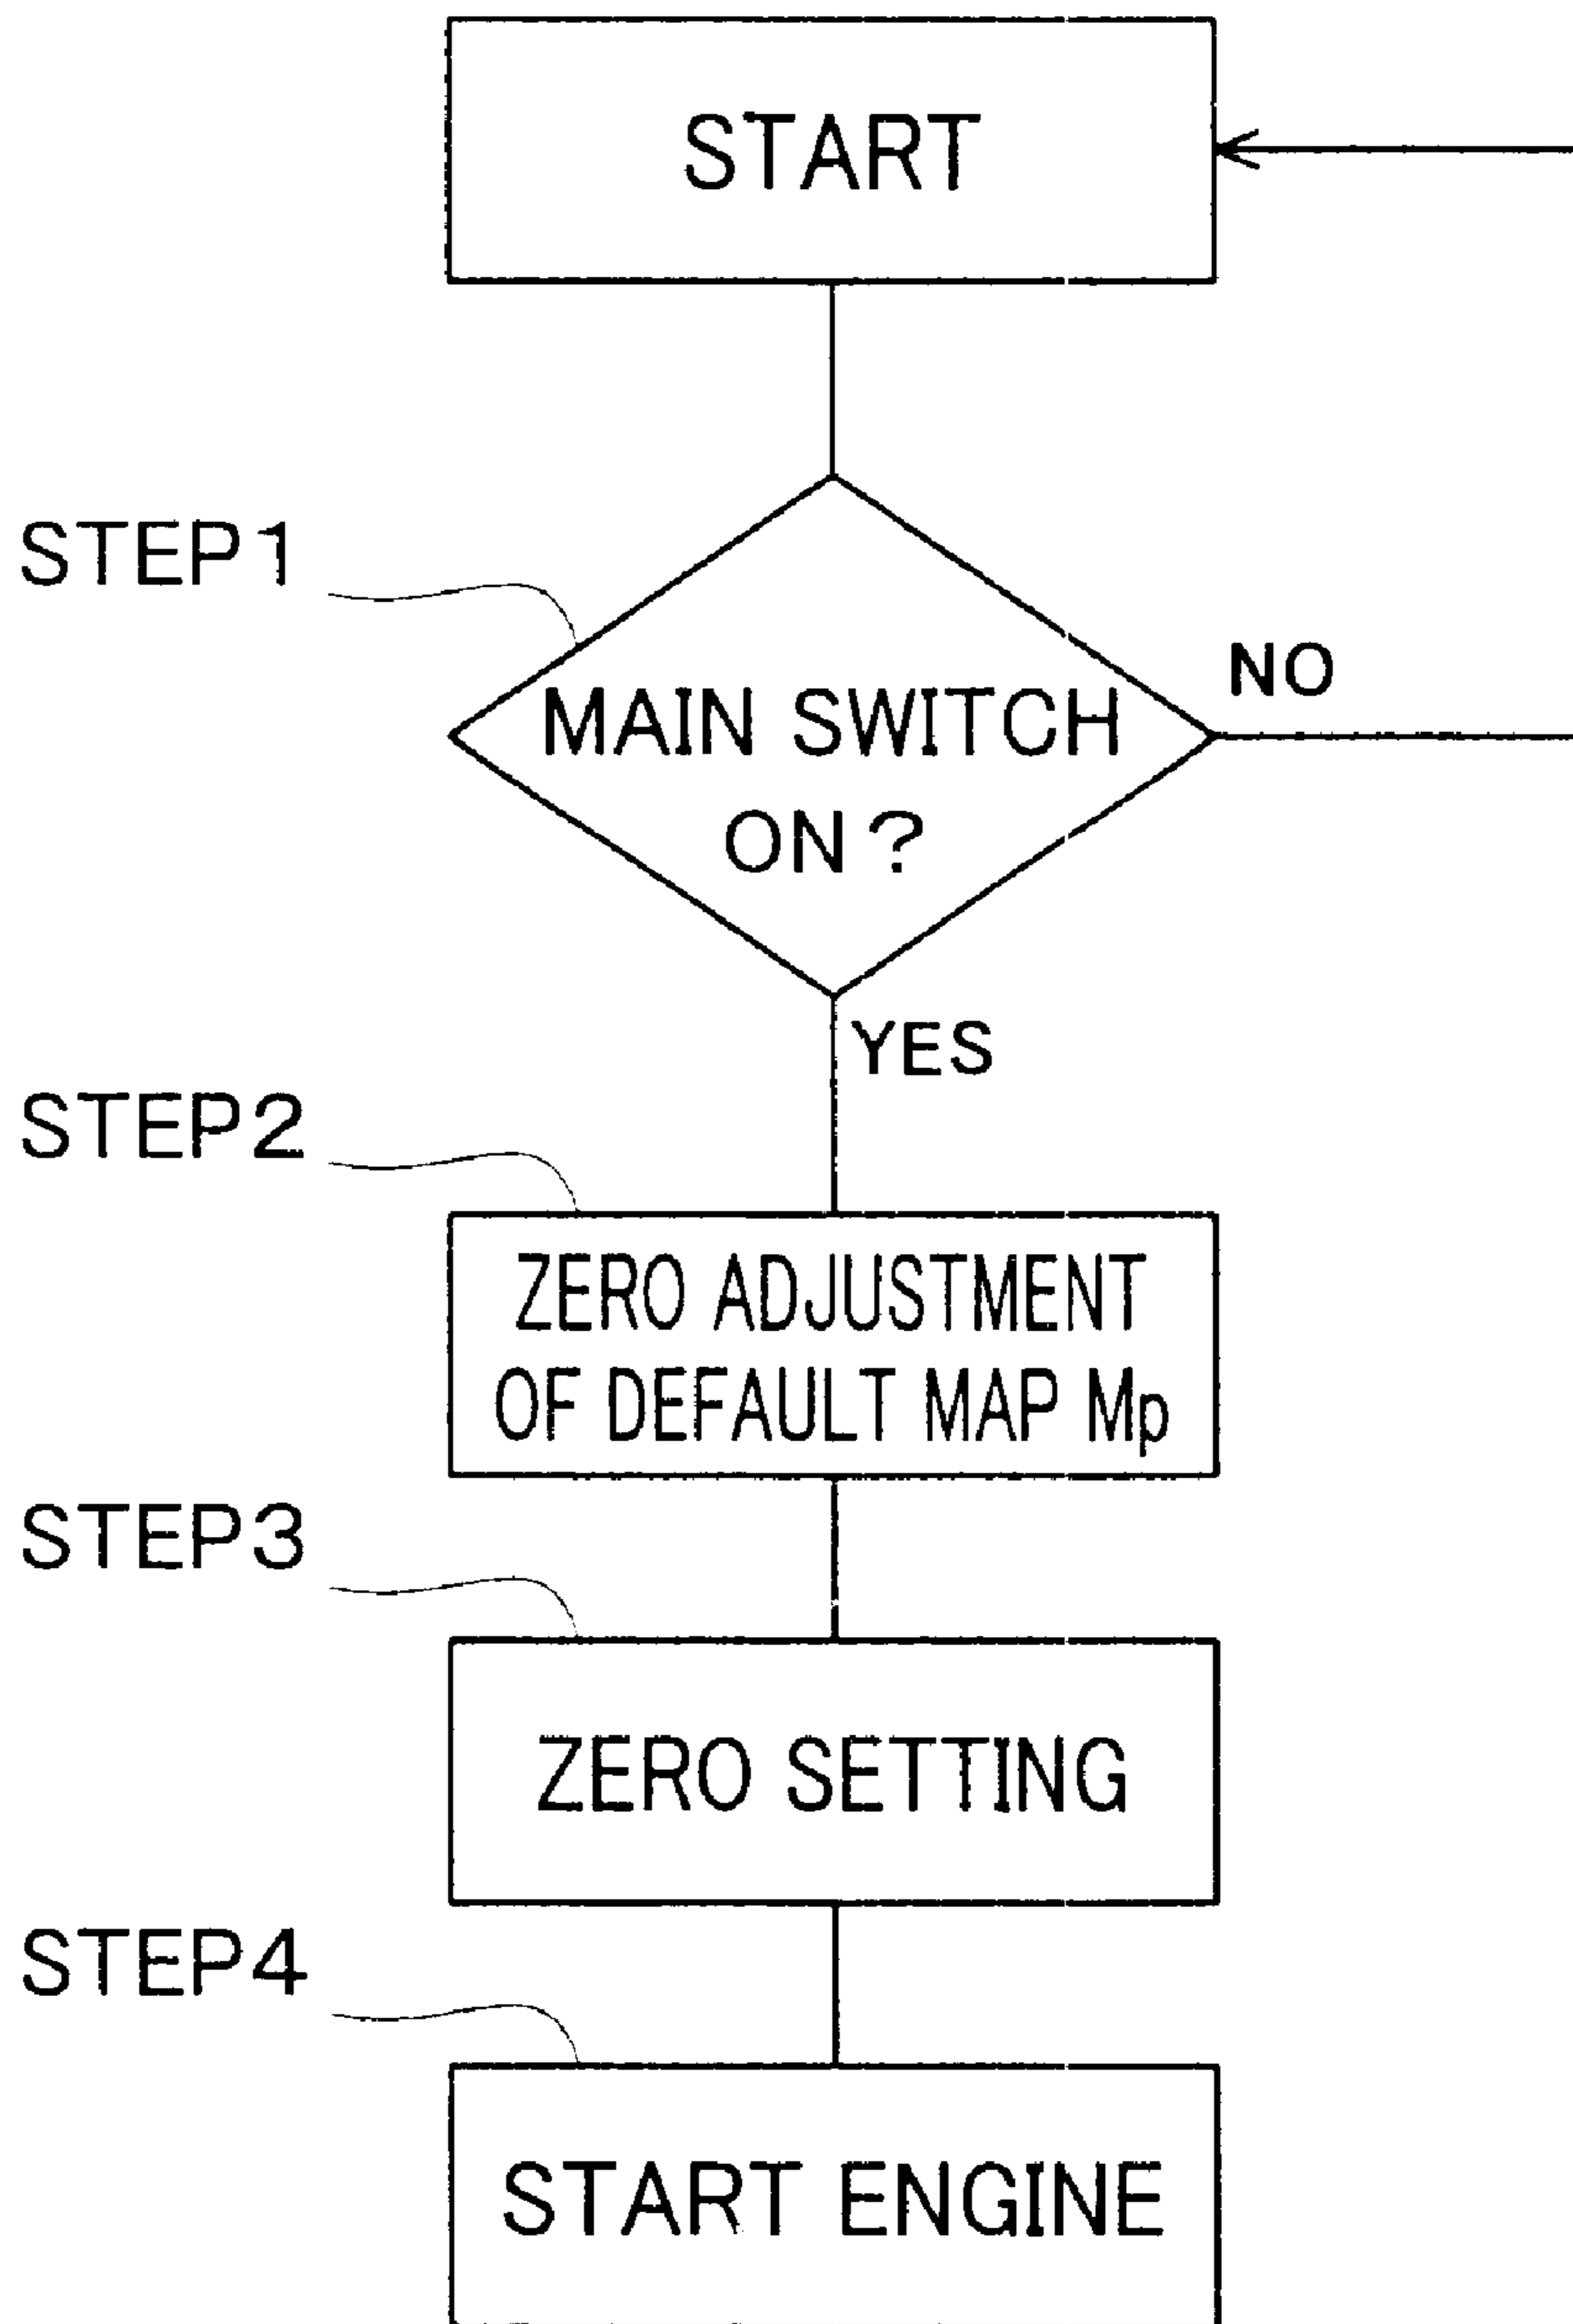 START
STEP1
MAIN SWITCH
ON?
NO
YES
STEP2
ZERO ADJUSTMENT
OF DEFAULT MAP Mp
STEP3
ZERO SETTING
STEP4
START ENGINE